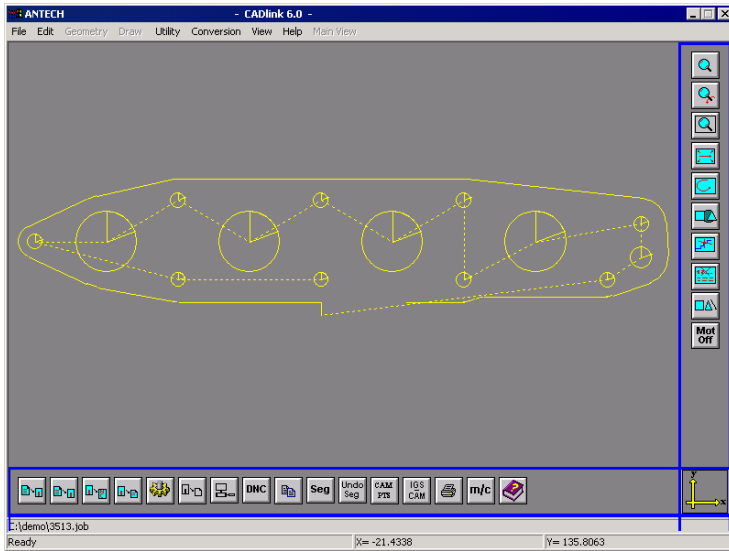 ANTECH - CADlink 6.0 -
File Edit Geometry Draw Utility Conversion View Help Main View
Mot
Off
DNC Seg Undo Seg CAM PTS IGS CAM m/c
y
x
E:\demo\3513.job
Ready X= -21.4338 Y= 135.8063